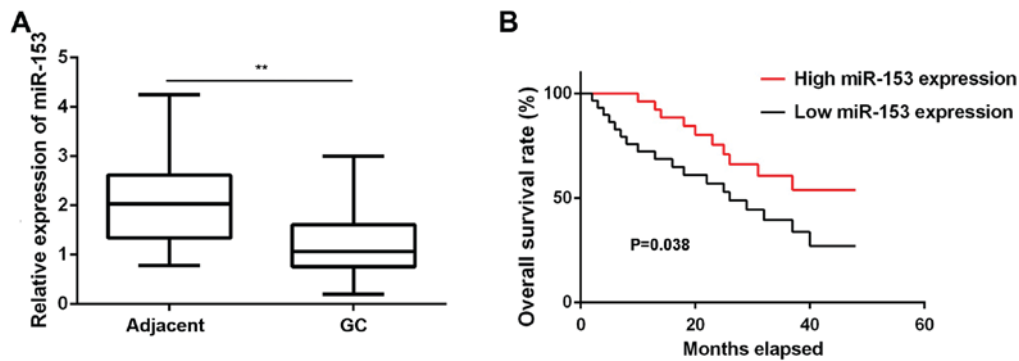 A
Relative expression of miR-153
5
4
3
2
1
0
**
Adjacent
GC
B
Overall survival rate (%)
100
50
0
High miR-153 expression
Low miR-153 expression
P=0.038
0
20
40
60
Months elapsed